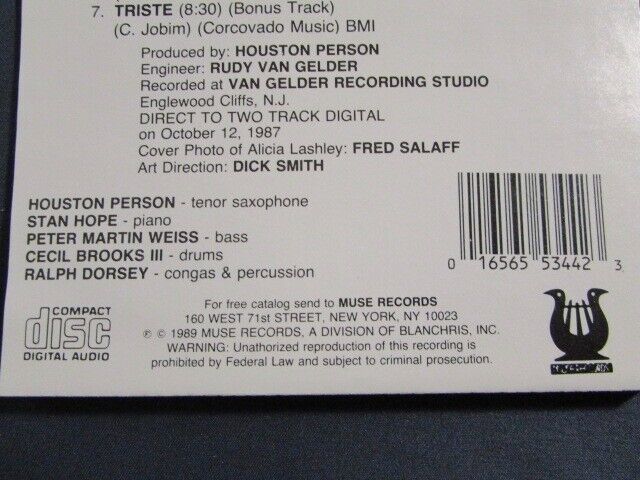 7. TRISTE (8:30) (Bonus Track)
(C. Jobim) (Corcovado Music) BMI
Produced by: HOUSTON PERSON
Engineer: RUDY VAN GELDER
Recorded at VAN GELDER RECORDING STUDIO
Englewood Cliffs, N.J.
DIRECT TO TWO TRACK DIGITAL
on October 12, 1987
Cover Photo of Alicia Lashley: FRED SALAFF
Art Direction: DICK SMITH
HOUSTON PERSON - tenor saxophone
STAN HOPE - piano
PETER MARTIN WEISS - bass
CECIL BROOKS III - drums
RALPH DORSEY - congas & percussion
0 16565 53442 3
COMPACT
disc
DIGITAL AUDIO
For free catalog send to MUSE RECORDS
160 WEST 71st STREET, NEW YORK, NY 10023
℗ © 1989 MUSE RECORDS, A DIVISION OF BLANCHRIS, INC.
WARNING: Unathorized reproduction of this recording is
prohibited by Federal Law and subject to criminal prosecution.